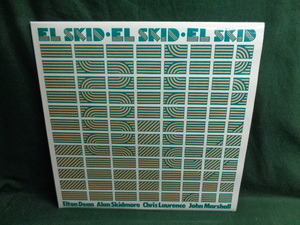 EL SKID·EL SKID·EL SKID
Elton Dean Alan Skidmore Chris Laurence John Marshall